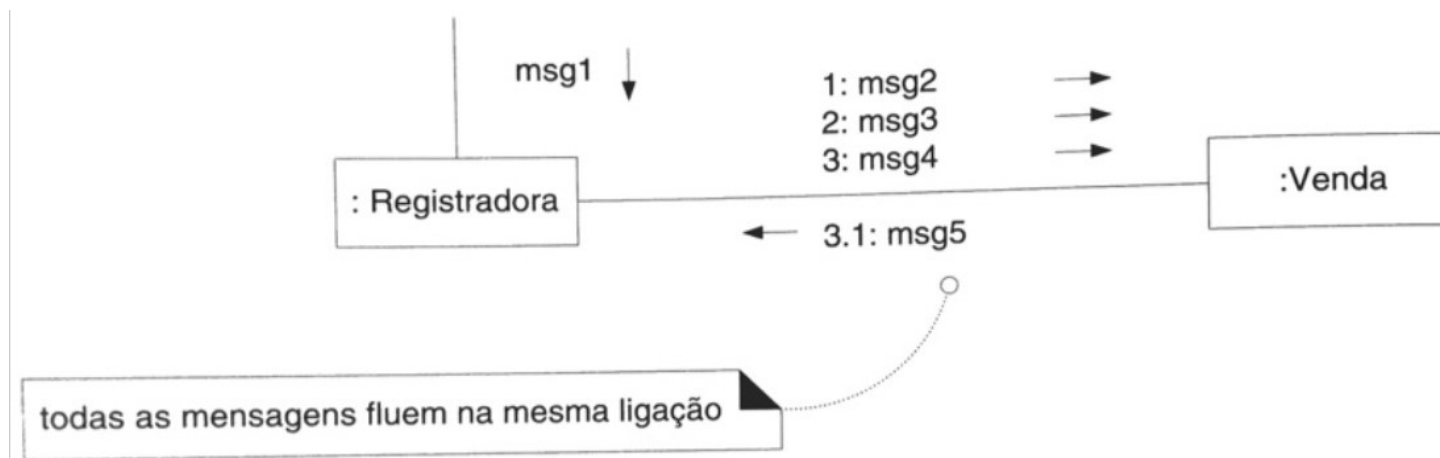 msg1
1: msg2
2: msg3
3: msg4
: Registradora
:Venda
3.1: msg5
todas as mensagens fluem na mesma ligação